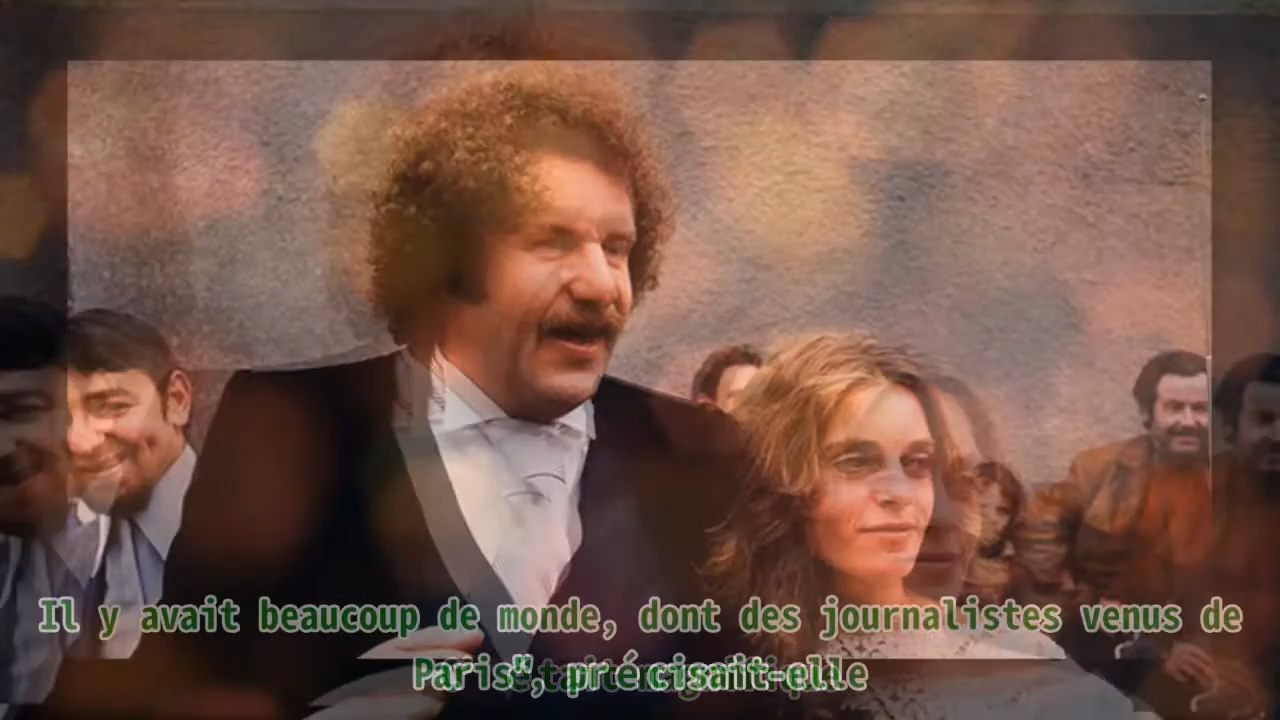 Il y avait beaucoup de monde, dont des journalistes venus de
Paris", précisait-elle